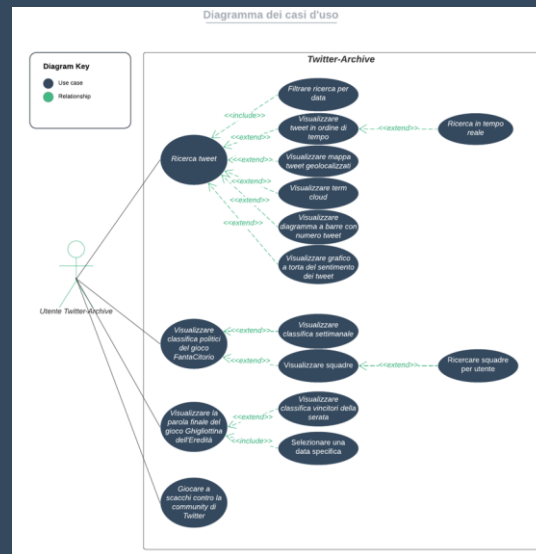 Diagramma dei casi d'uso
Diagram Key
Use case
Relationship
Twitter-Archive
Filtrare ricerca per
data
<<include>>
Visualizzare
tweet in ordine di
tempo
<<extend>>
<<extend>>
Ricerca in tempo
reale
Ricerca tweet
<<extend>>
Visualizzare mappa
tweet geolocalizzati
<<extend>>
Visualizzare term
cloud
<<extend>>
Visualizzare
diagramma a barre con
numero tweet
<<extend>>
Visualizzare grafico
a torta del sentimento
dei tweet
Utente Twitter-Archive
Visualizzare
classifica politici
del gioco
FantaCitorio
<<extend>>
Visualizzare
classifica settimanale
<<extend>>
Visualizzare squadre
<<extend>>
Ricercare squadre
per utente
Visualizzare la
parola finale del
gioco Ghigliottina
dell'Eredità
<<extend>>
Visualizzare
classifica vincitori della
serata
<<include>>
Selezionare una
data specifica
Giocare a
scacchi contro la
community di
Twitter